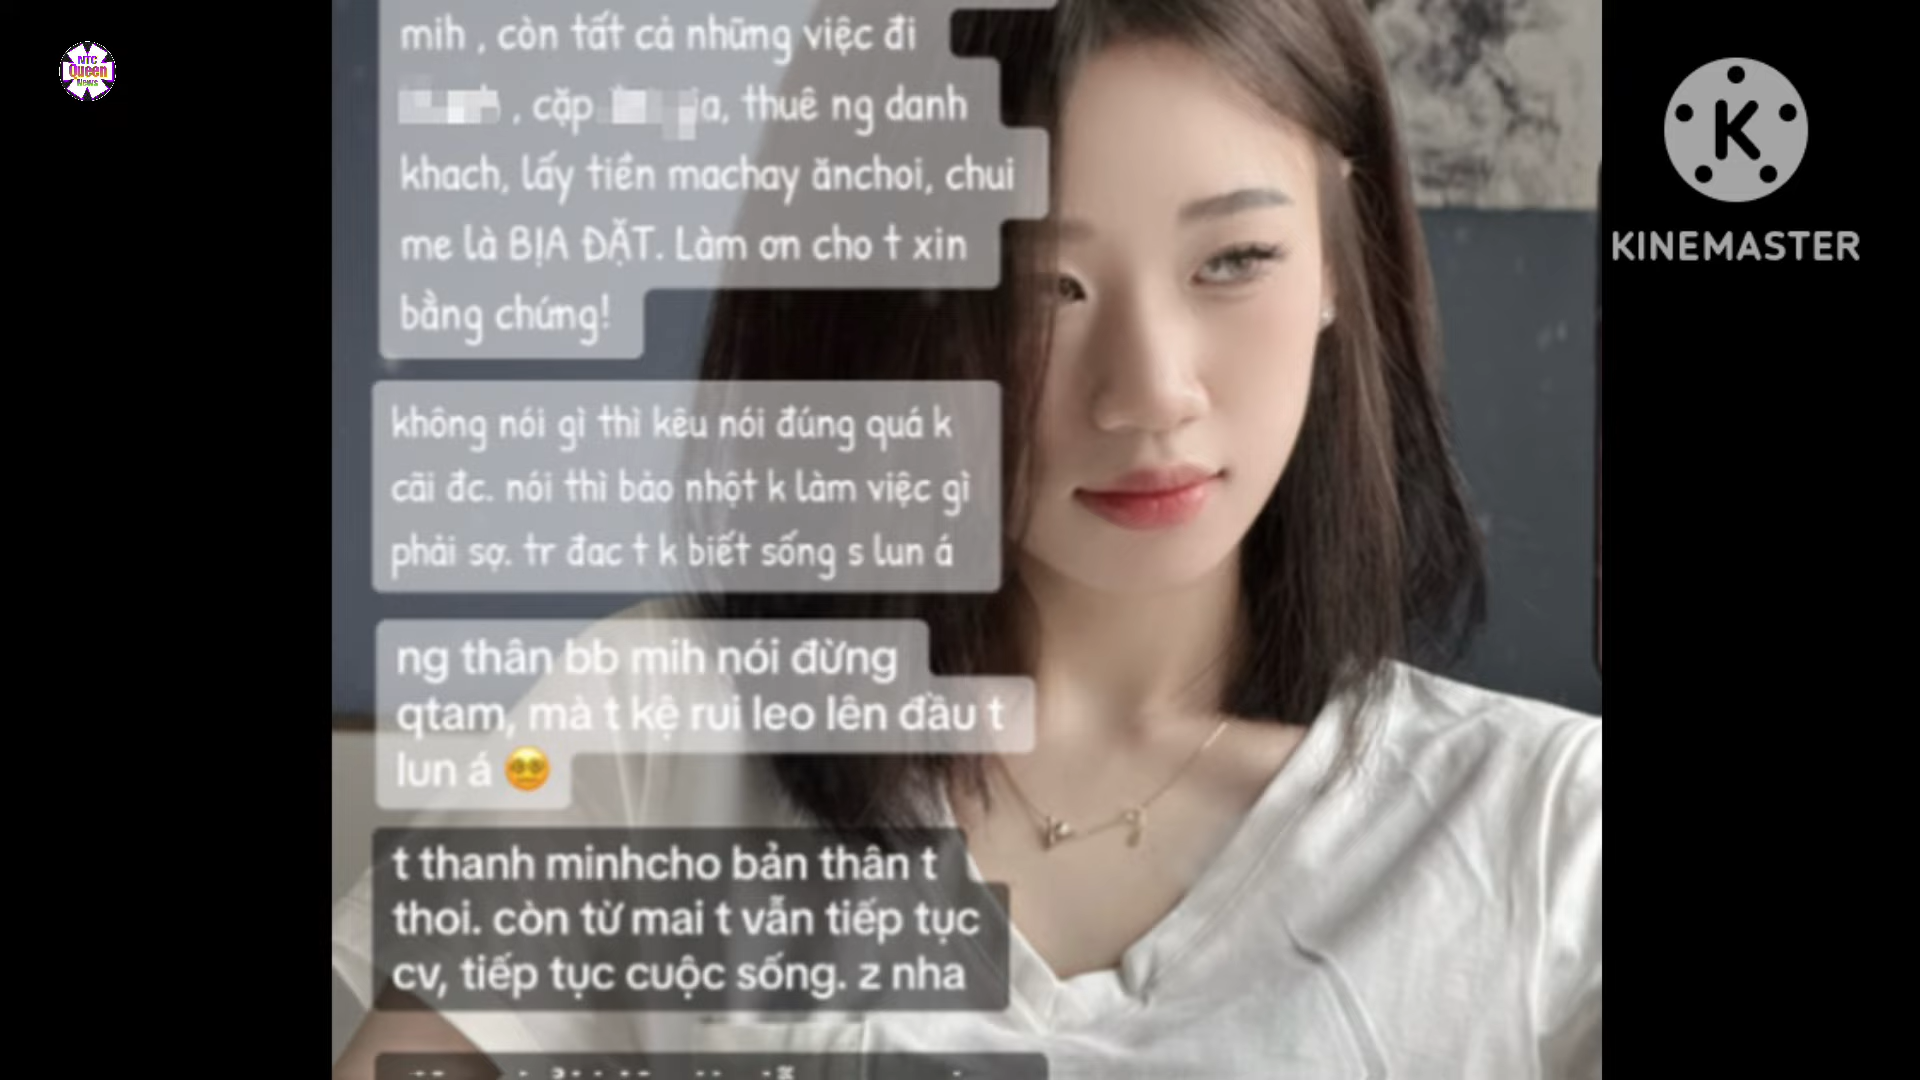 mih , còn tất cả những việc đi
, cặp a, thuê ng danh
khach, lấy tiền machay ănchoi, chui
me là BỊA ĐẶT. Làm ơn cho t xin
bằng chứng!
không nói gì thì kêu nói đúng quá k
cãi đc. nói thì bảo nhột k làm việc gì
phải sợ. tr đac t k biết sống s lun á
ng thân bb mih nói đừng
qtam, mà t kệ rui leo lên đầu t
lun á
t thanh minhcho bản thân t
thoi. còn từ mai t vẫn tiếp tục
cv, tiếp tục cuộc sống. z nha
NTC
Queen
News
K
KINEMASTER